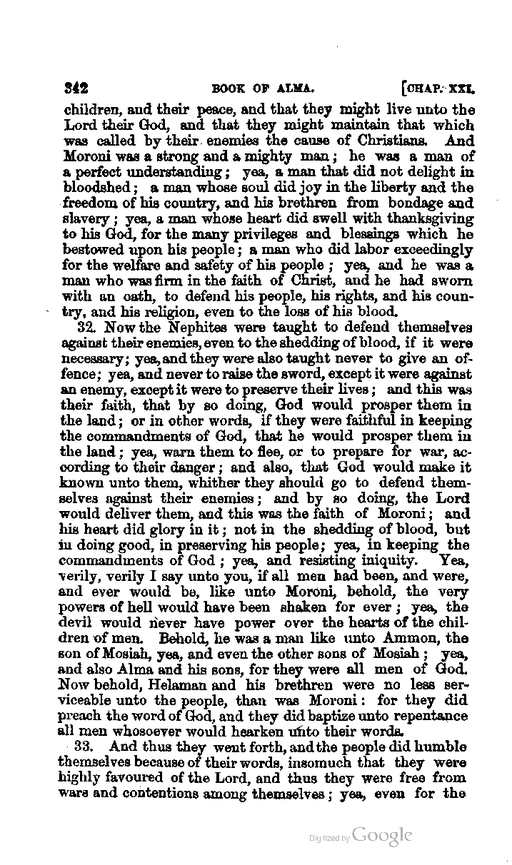 342 BOOK OF ALMA. [CHAP. XXI.
children, and their peace, and that they might live unto the
Lord their God, and that they might maintain that which
was called by their enemies the cause of Christians. And
Moroni was a strong and a mighty man; he was a man of
a perfect understanding; yea, a man that did not delight in
bloodshed; a man whose soul did joy in the liberty and the
freedom of his country, and his brethren from bondage and
slavery; yea, a man whose heart did swell with thanksgiving
to his God, for the many privileges and blessings which he
bestowed upon his people; a man who did labor exceedingly
for the welfare and safety of his people; yea, and he was a
man who was firm in the faith of Christ, and he had sworn
with an oath, to defend his people, his rights, and his coun-
try, and his religion, even to the loss of his blood.
32. Now the Nephites were taught to defend themselves
against their enemies, even to the shedding of blood, if it were
necessary; yea, and they were also taught never to give an of-
fence; yea, and never to raise the sword, except it were against
an enemy, except it were to preserve their lives; and this was
their faith, that by so doing, God would prosper them in
the land; or in other words, if they were faithful in keeping
the commandments of God, that he would prosper them in
the land; yea, warn them to flee, or to prepare for war, ac-
cording to their danger; and also, that God would make it
known unto them, whither they should go to defend them-
selves against their enemies; and by so doing, the Lord
would deliver them, and this was the faith of Moroni; and
his heart did glory in it; not in the shedding of blood, but
in doing good, in preserving his people; yea, in keeping the
commandments of God; yea, and resisting iniquity. Yea,
verily, verily I say unto you, if all men had been, and were,
and ever would be, like unto Moroni, behold, the very
powers of hell would have been shaken for ever; yea, the
devil would never have power over the hearts of the chil-
dren of men. Behold, he was a man like unto Ammon, the
son of Mosiah, yea, and even the other sons of Mosiah; yea,
and also Alma and his sons, for they were all men of God.
Now behold, Helaman and his brethren were no less ser-
viceable unto the people, than was Moroni: for they did
preach the word of God, and they did baptize unto repentance
all men whosoever would hearken unto their words.
33. And thus they went forth, and the people did humble
themselves because of their words, insomuch that they were
highly favoured of the Lord, and thus they were free from
wars and contentions among themselves; yea, even for the
Digitized by Google